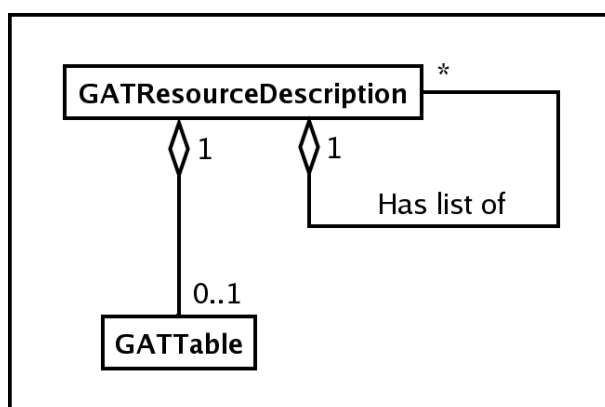 *
GATResourceDescription
1
1
Has list of
0..1
GATTable